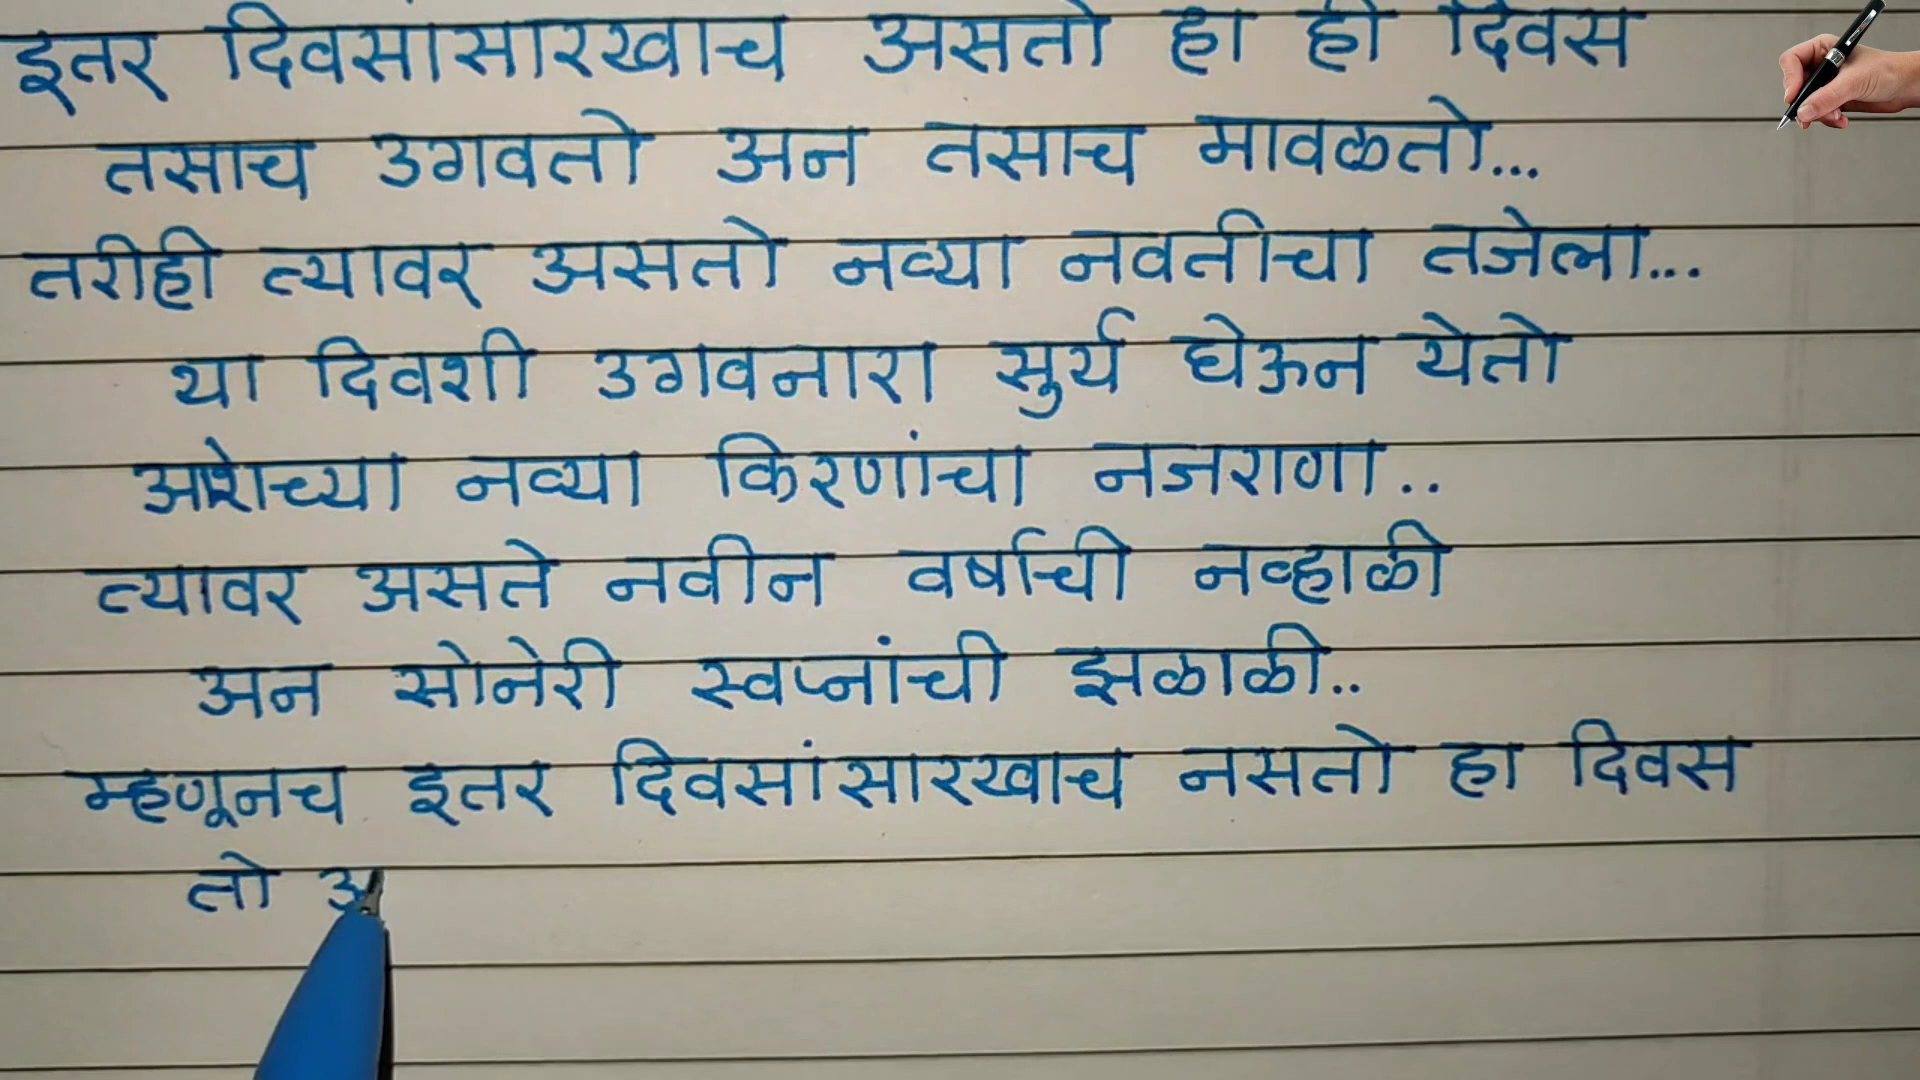 इतर दिवसांसारखाच असतो हा ही दिवस
तसाच उगवतो अन तसाच मावळतो...
तरीही त्यावर असतो नव्या नवतीचा तजेला...
या दिवशी उगवनारा सुर्य घेऊन येतो
आशेच्या नव्या किरणांचा नजराणा..
त्यावर असते नवीन वर्षाची नव्हाळी
अन सोनेरी स्वप्नांची झळाळी..
म्हणूनच इतर दिवसांसारखाच नसतो हा दिवस
तो